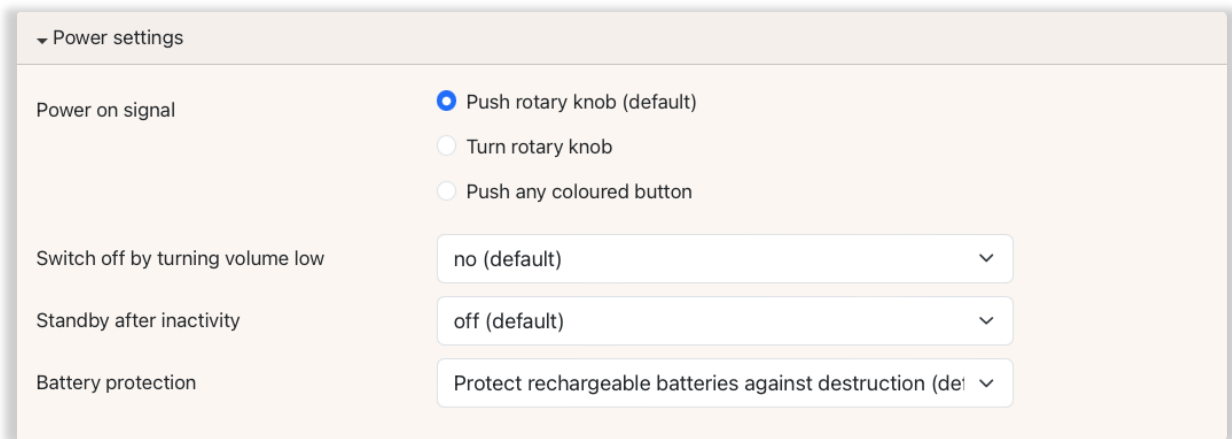 Power settings
Power on signal
Push rotary knob (default)
Turn rotary knob
Push any coloured button
Switch off by turning volume low
no (default)
Standby after inactivity
off (default)
Battery protection
Protect rechargeable batteries against destruction (def